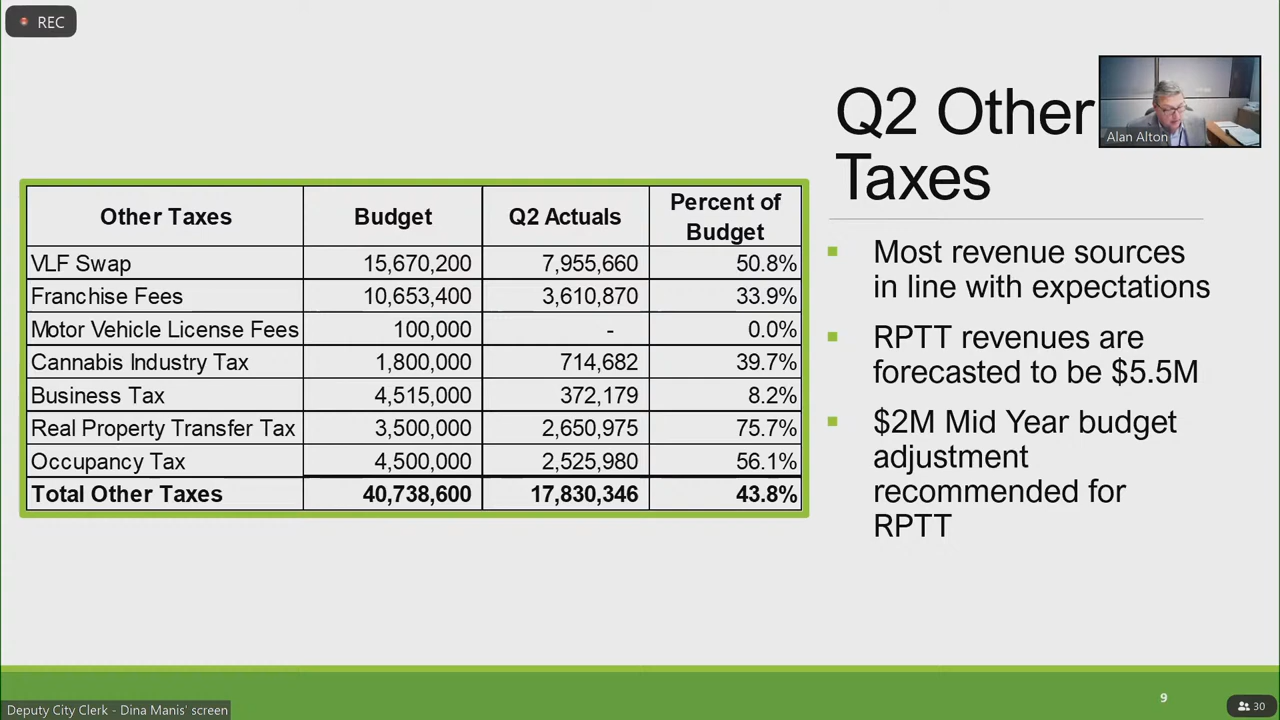 REC
Q2 Other
Taxes
Alan Alton
Other Taxes Budget Q2 Actuals Percent of Budget
VLF Swap 15,670,200 7,955,660 50.8%
Franchise Fees 10,653,400 3,610,870 33.9%
Motor Vehicle License Fees 100,000 - 0.0%
Cannabis Industry Tax 1,800,000 714,682 39.7%
Business Tax 4,515,000 372,179 8.2%
Real Property Transfer Tax 3,500,000 2,650,975 75.7%
Occupancy Tax 4,500,000 2,525,980 56.1%
Total Other Taxes 40,738,600 17,830,346 43.8%
Most revenue sources
in line with expectations
RPTT revenues are
forecasted to be $5.5M
$2M Mid Year budget
adjustment
recommended for
RPTT
9
Deputy City Clerk - Dina Manis' screen
30